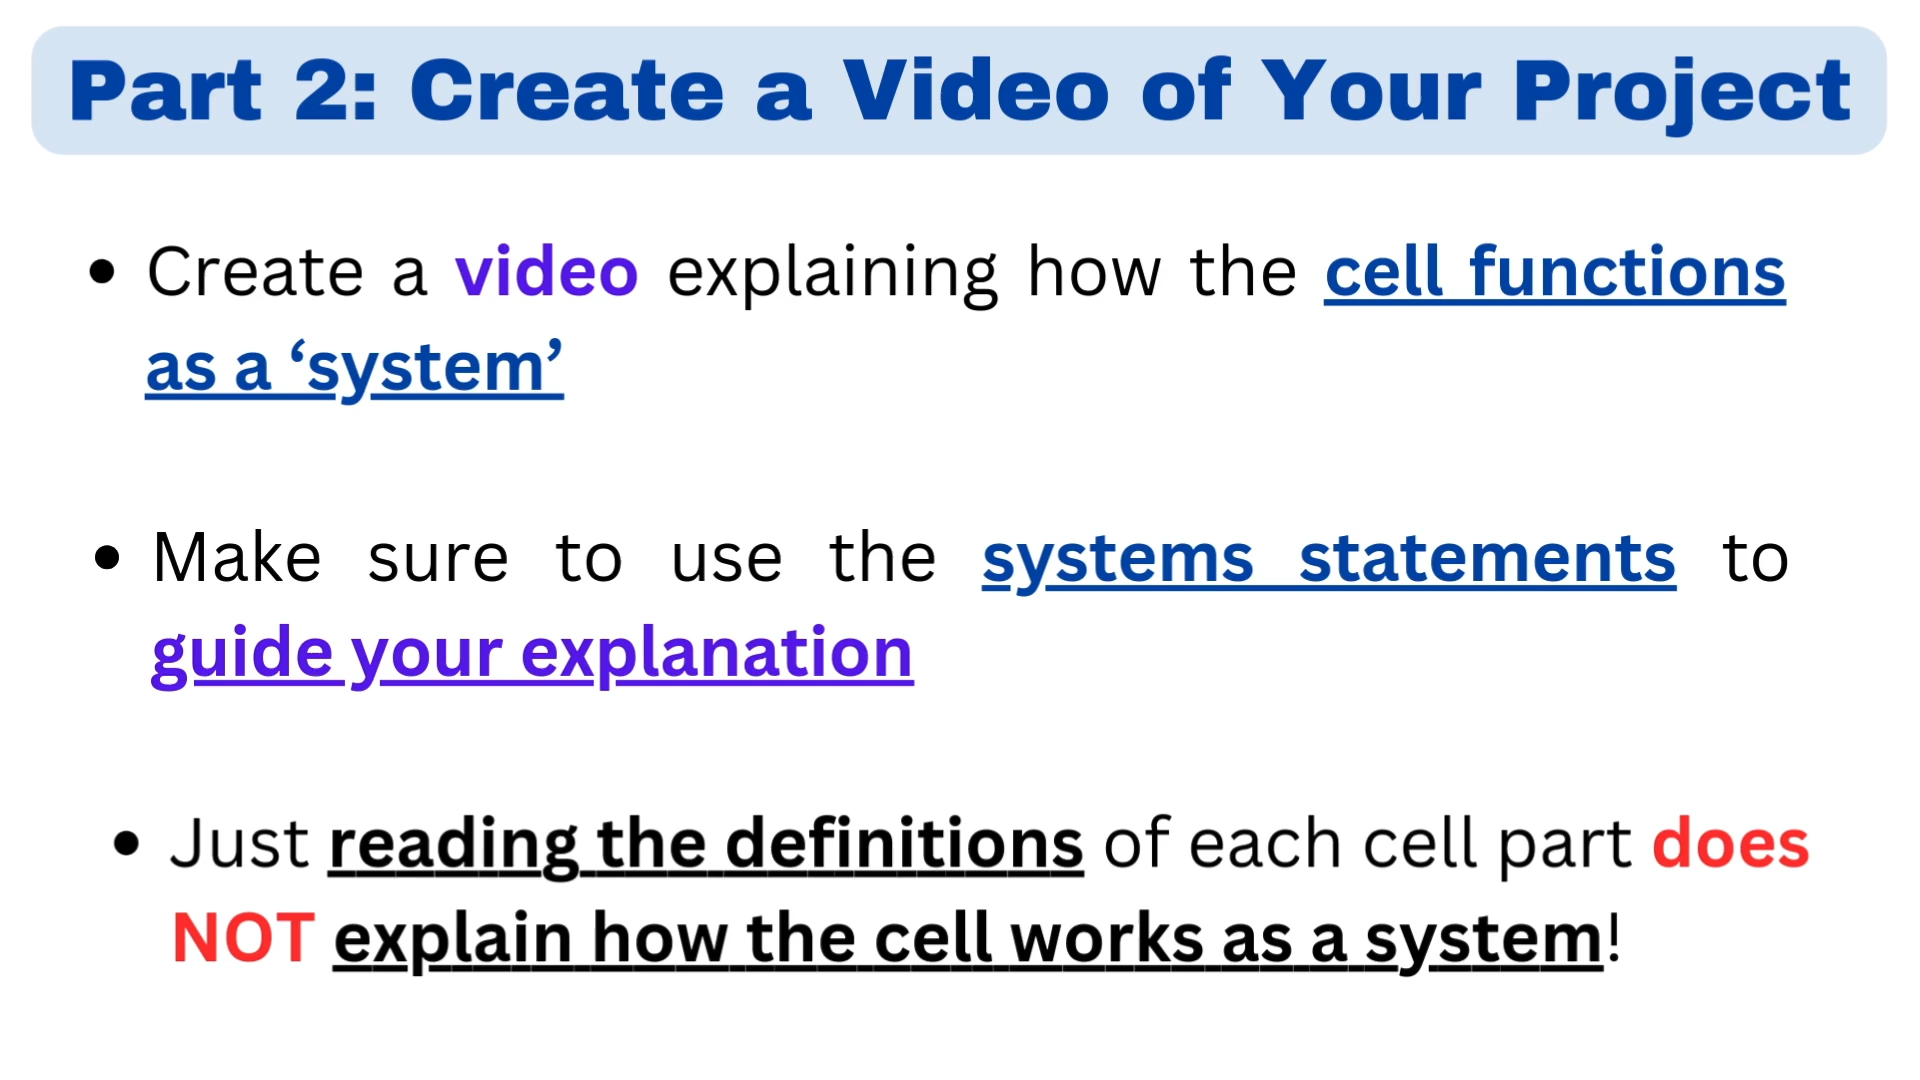 Part 2: Create a Video of Your Project
• Create a video explaining how the cell functions
as a ‘system’
• Make sure to use the systems statements to
guide your explanation
• Just reading the definitions of each cell part does
NOT explain how the cell works as a system!